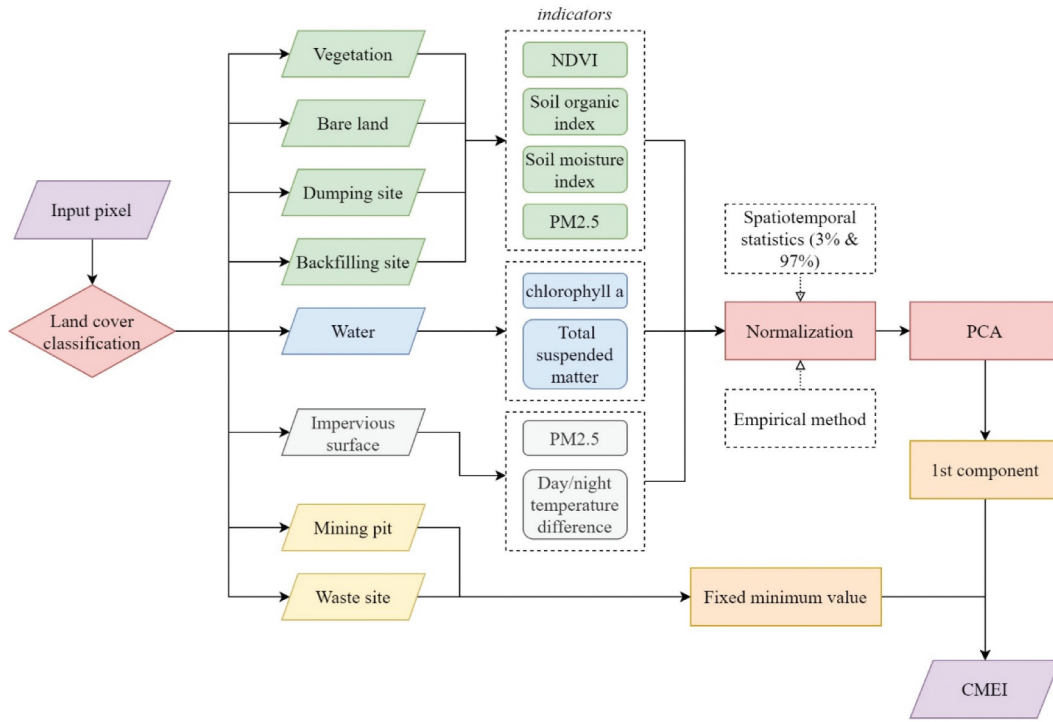 indicators
Vegetation
Bare land
Dumping site
Backfilling site
Water
Impervious
surface
Mining pit
Waste site
Input pixel
Land cover
classification
NDVI
Soil organic
index
Soil moisture
index
PM2.5
chlorophyll a
Total
suspended
matter
PM2.5
Day/night
temperature
difference
Spatiotemporal
statistics (3% &
97%)
Normalization
Empirical method
PCA
1st component
Fixed minimum value
CMEI